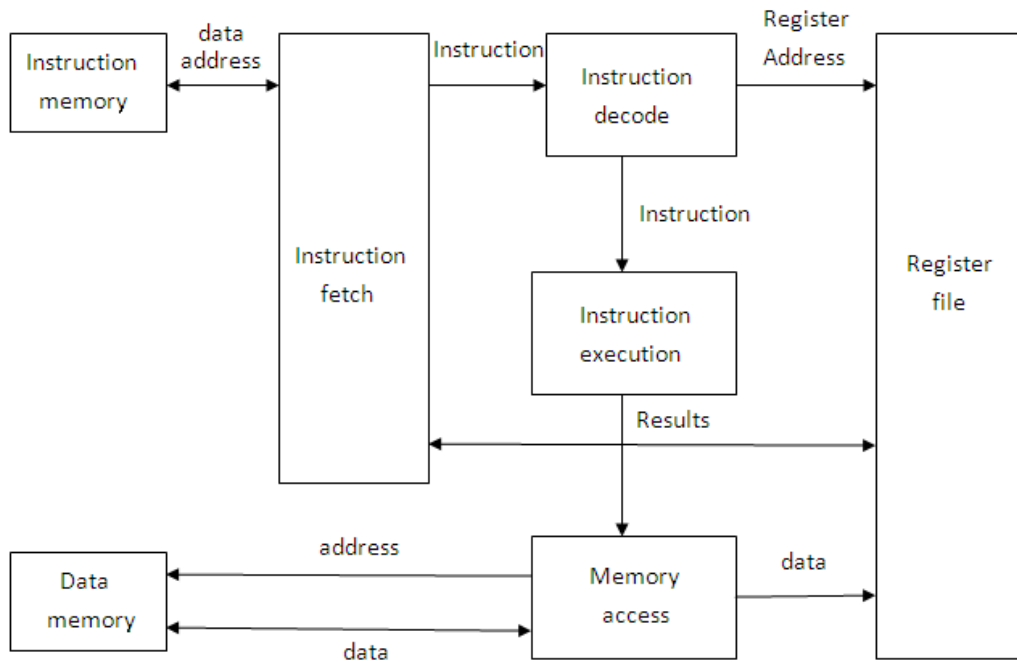 Instruction
memory
data
address
Instruction
fetch
Instruction
Instruction
decode
Register
Address
Register
file
Instruction
Instruction
execution
Results
Data
memory
address
data
Memory
access
data